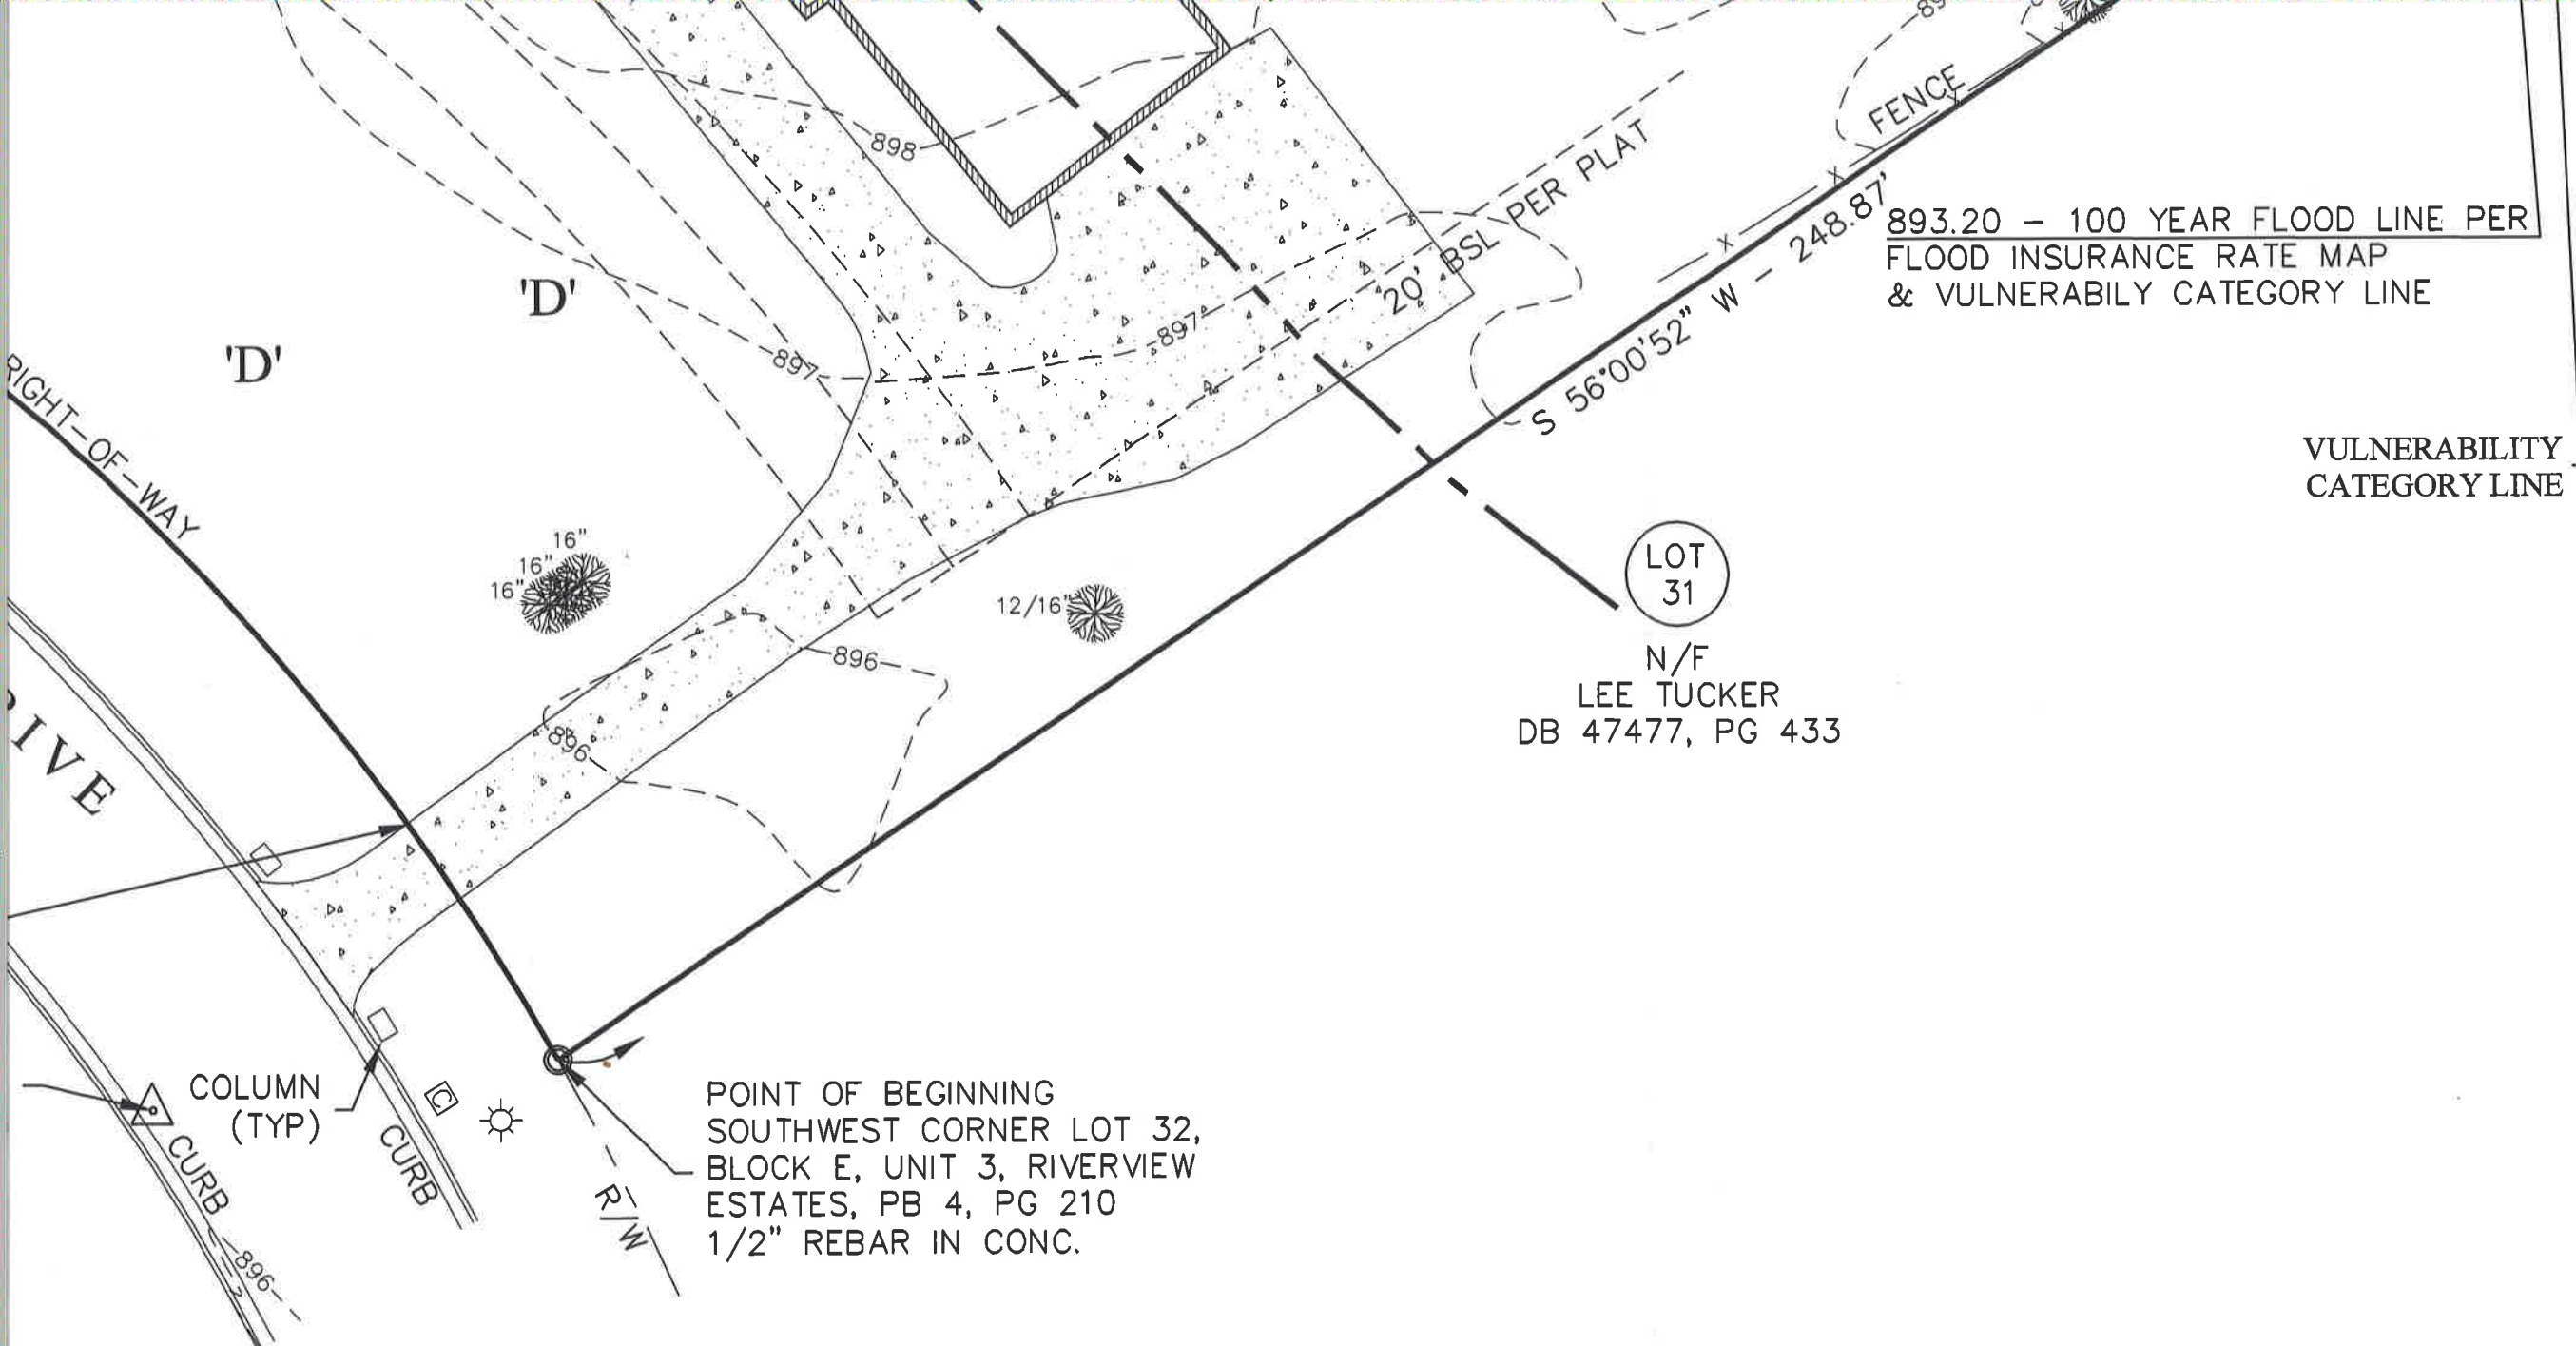 898
FENCE
20' BSL PER PLAT
S 56°00'52" W - 248.87'
893.20 - 100 YEAR FLOOD LINE PER
FLOOD INSURANCE RATE MAP
& VULNERABILY CATEGORY LINE
'D'
'D'
897
897
RIGHT-OF-WAY
VULNERABILITY
CATEGORY LINE
16"
16"
16"
12/16"
LOT
31
N/F
LEE TUCKER
DB 47477, PG 433
896
896
IVE
COLUMN
(TYP)
C
CURB
CURB
R/W
POINT OF BEGINNING
SOUTHWEST CORNER LOT 32,
BLOCK E, UNIT 3, RIVERVIEW
ESTATES, PB 4, PG 210
1/2" REBAR IN CONC.
896